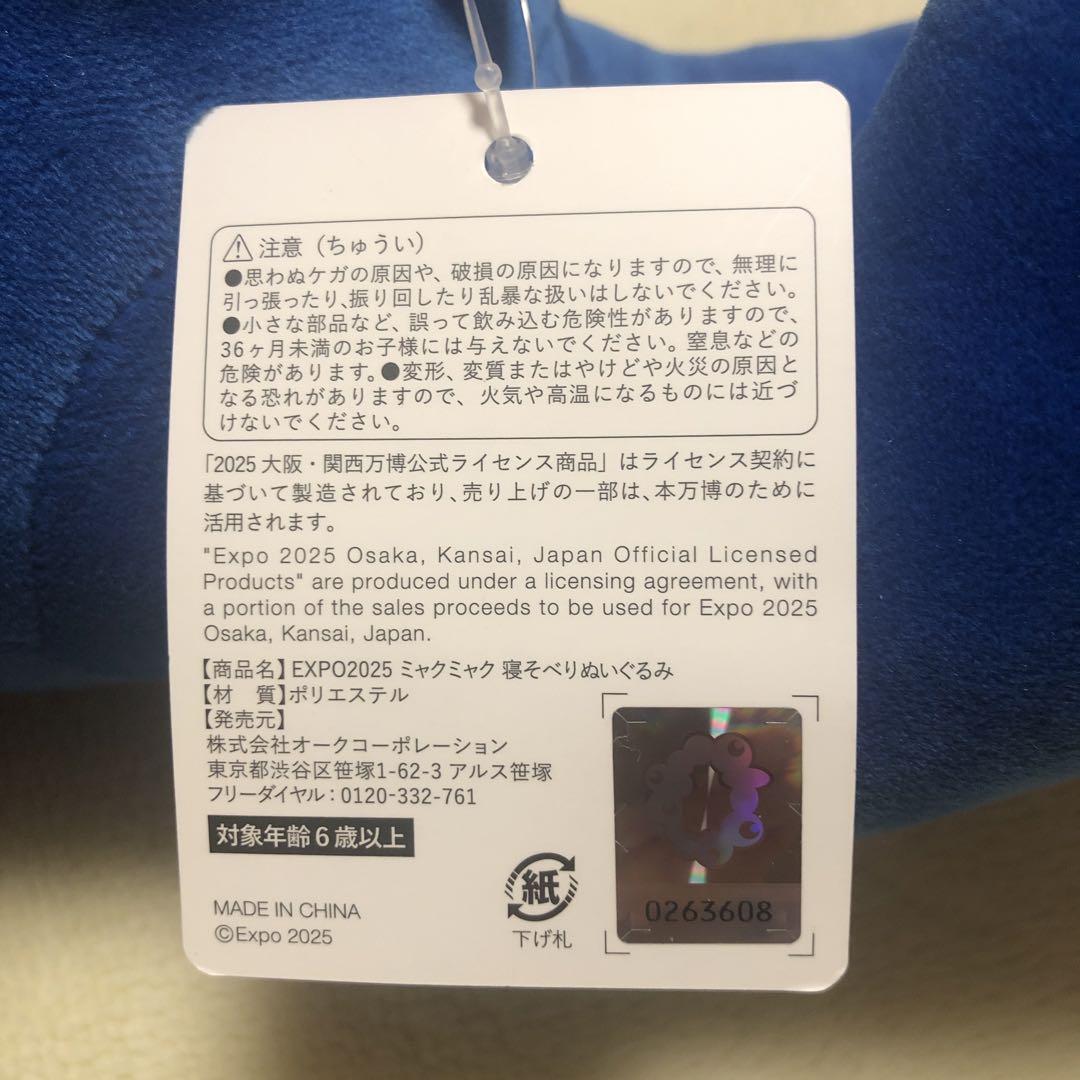 注意（ちゅうい）
●思わぬケガの原因や、破損の原因になりますので、無理に
引っ張ったり、振り回したり乱暴な扱いはしないでください。
●小さな部品など、誤って飲み込む危険性がありますので、
36ヶ月未満のお子様には与えないでください。窒息などの
危険があります。●変形、変質またはやけどや火災の原因と
なる恐れがありますので、火気や高温になるものには近づ
けないでください。
「2025 大阪・関西万博公式ライセンス商品」はライセンス契約に
基づいて製造されており、売り上げの一部は、本万博のために
活用されます。
"Expo 2025 Osaka, Kansai, Japan Official Licensed
Products" are produced under a licensing agreement, with
a portion of the sales proceeds to be used for Expo 2025
Osaka, Kansai, Japan.
【商品名】EXPO2025 ミャクミャク 寝そべりぬいぐるみ
【材　質】ポリエステル
【発売元】
株式会社オークコーポレーション
東京都渋谷区笹塚1-62-3 アルス笹塚
フリーダイヤル：0120-332-761
対象年齢６歳以上
MADE IN CHINA
©Expo 2025
紙
下げ札
0263608